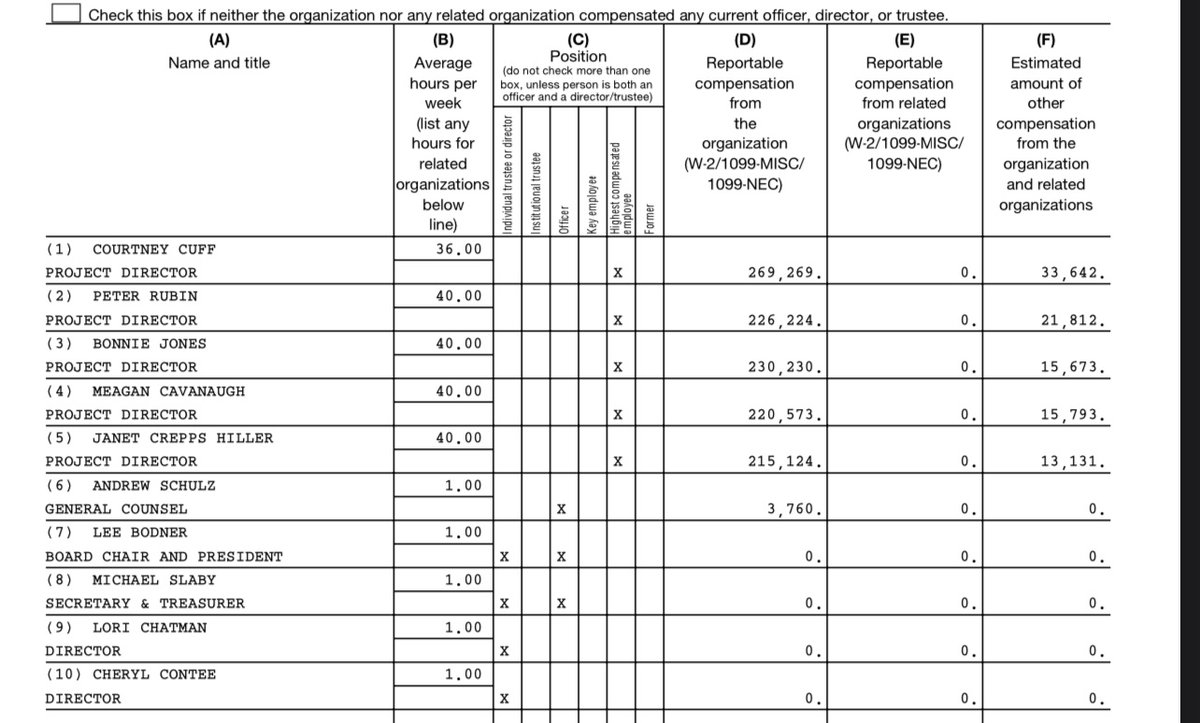 Check this box if neither the organization nor any related organization compensated any current officer, director, or trustee.
(A)
Name and title
(B)
Average
hours per
week
(list any
hours for
related
organizations
below
line)
(C)
Position
(do not check more than one
box, unless person is both an
officer and a director/trustee)
Individual trustee or director
Institutional trustee
Officer
Key employee
Highest compensated
employee
Former
(D)
Reportable
compensation
from
the
organization
(W-2/1099-MISC/
1099-NEC)
(E)
Reportable
compensation
from related
organizations
(W-2/1099-MISC/
1099-NEC)
(F)
Estimated
amount of
other
compensation
from the
organization
and related
organizations
(1) COURTNEY CUFF 36.00
PROJECT DIRECTOR X 269,269. 0. 33,642.
(2) PETER RUBIN 40.00
PROJECT DIRECTOR X 226,224. 0. 21,812.
(3) BONNIE JONES 40.00
PROJECT DIRECTOR X 230,230. 0. 15,673.
(4) MEAGAN CAVANAUGH 40.00
PROJECT DIRECTOR X 220,573. 0. 15,793.
(5) JANET CREPPS HILLER 40.00
PROJECT DIRECTOR X 215,124. 0. 13,131.
(6) ANDREW SCHULZ 1.00
GENERAL COUNSEL X 3,760. 0. 0.
(7) LEE BODNER 1.00
BOARD CHAIR AND PRESIDENT X X 0. 0. 0.
(8) MICHAEL SLABY 1.00
SECRETARY & TREASURER X X 0. 0. 0.
(9) LORI CHATMAN 1.00
DIRECTOR X 0. 0. 0.
(10) CHERYL CONTEE 1.00
DIRECTOR X 0. 0. 0.